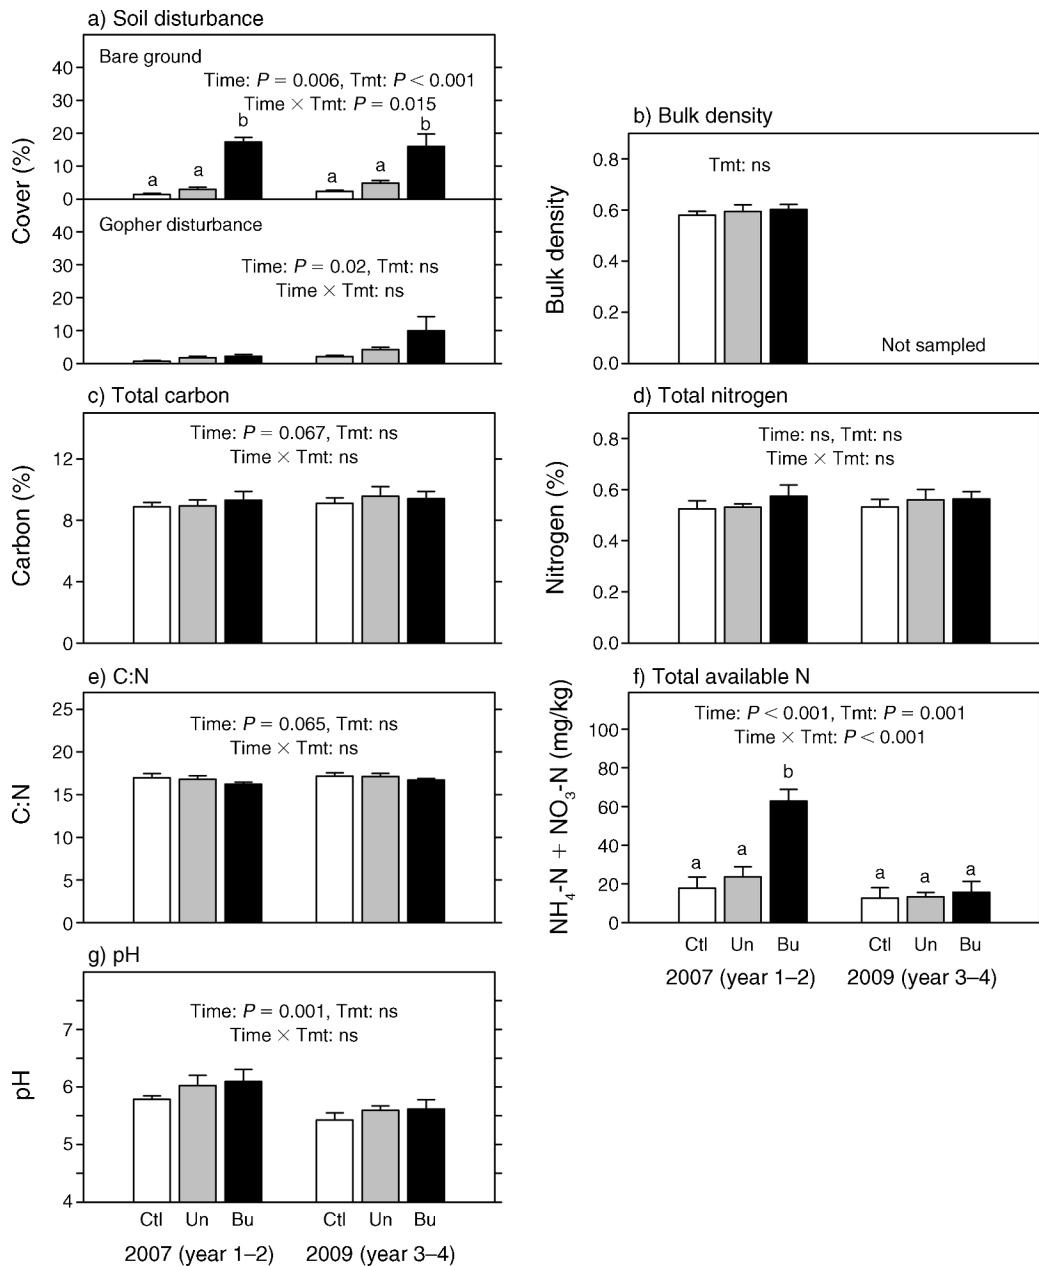 a) Soil disturbance
Bare ground
Time: P = 0.006, Tmt: P < 0.001
Time × Tmt: P = 0.015
40
30
20
10
0
a
a
b
a
a
b
Cover (%)
Gopher disturbance
Time: P = 0.02, Tmt: ns
Time × Tmt: ns
40
30
20
10
0
b) Bulk density
Tmt: ns
0.8
0.6
0.4
0.2
0.0
Bulk density
Not sampled
c) Total carbon
Time: P = 0.067, Tmt: ns
Time × Tmt: ns
12
8
4
0
Carbon (%)
d) Total nitrogen
Time: ns, Tmt: ns
Time × Tmt: ns
0.8
0.6
0.4
0.2
0.0
Nitrogen (%)
e) C:N
Time: P = 0.065, Tmt: ns
Time × Tmt: ns
25
20
15
10
5
0
C:N
f) Total available N
Time: P < 0.001, Tmt: P = 0.001
Time × Tmt: P < 0.001
100
80
60
40
20
0
NH4-N + NO3-N (mg/kg)
a
a
b
a
a
a
Ctl Un Bu Ctl Un Bu
2007 (year 1–2) 2009 (year 3–4)
g) pH
Time: P = 0.001, Tmt: ns
Time × Tmt: ns
7
6
5
4
pH
Ctl Un Bu Ctl Un Bu
2007 (year 1–2) 2009 (year 3–4)